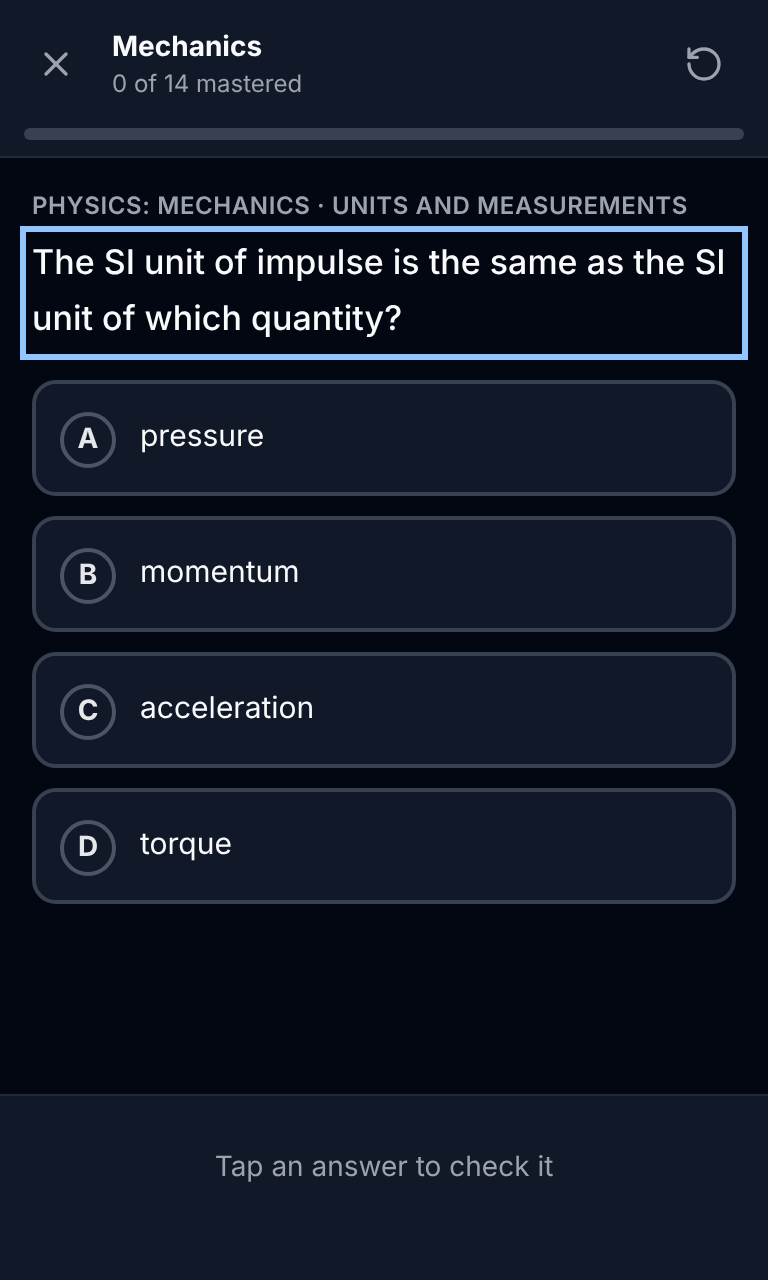 Mechanics
0 of 14 mastered
PHYSICS: MECHANICS · UNITS AND MEASUREMENTS
The SI unit of impulse is the same as the SI
unit of which quantity?
A pressure
B momentum
C acceleration
D torque
Tap an answer to check it